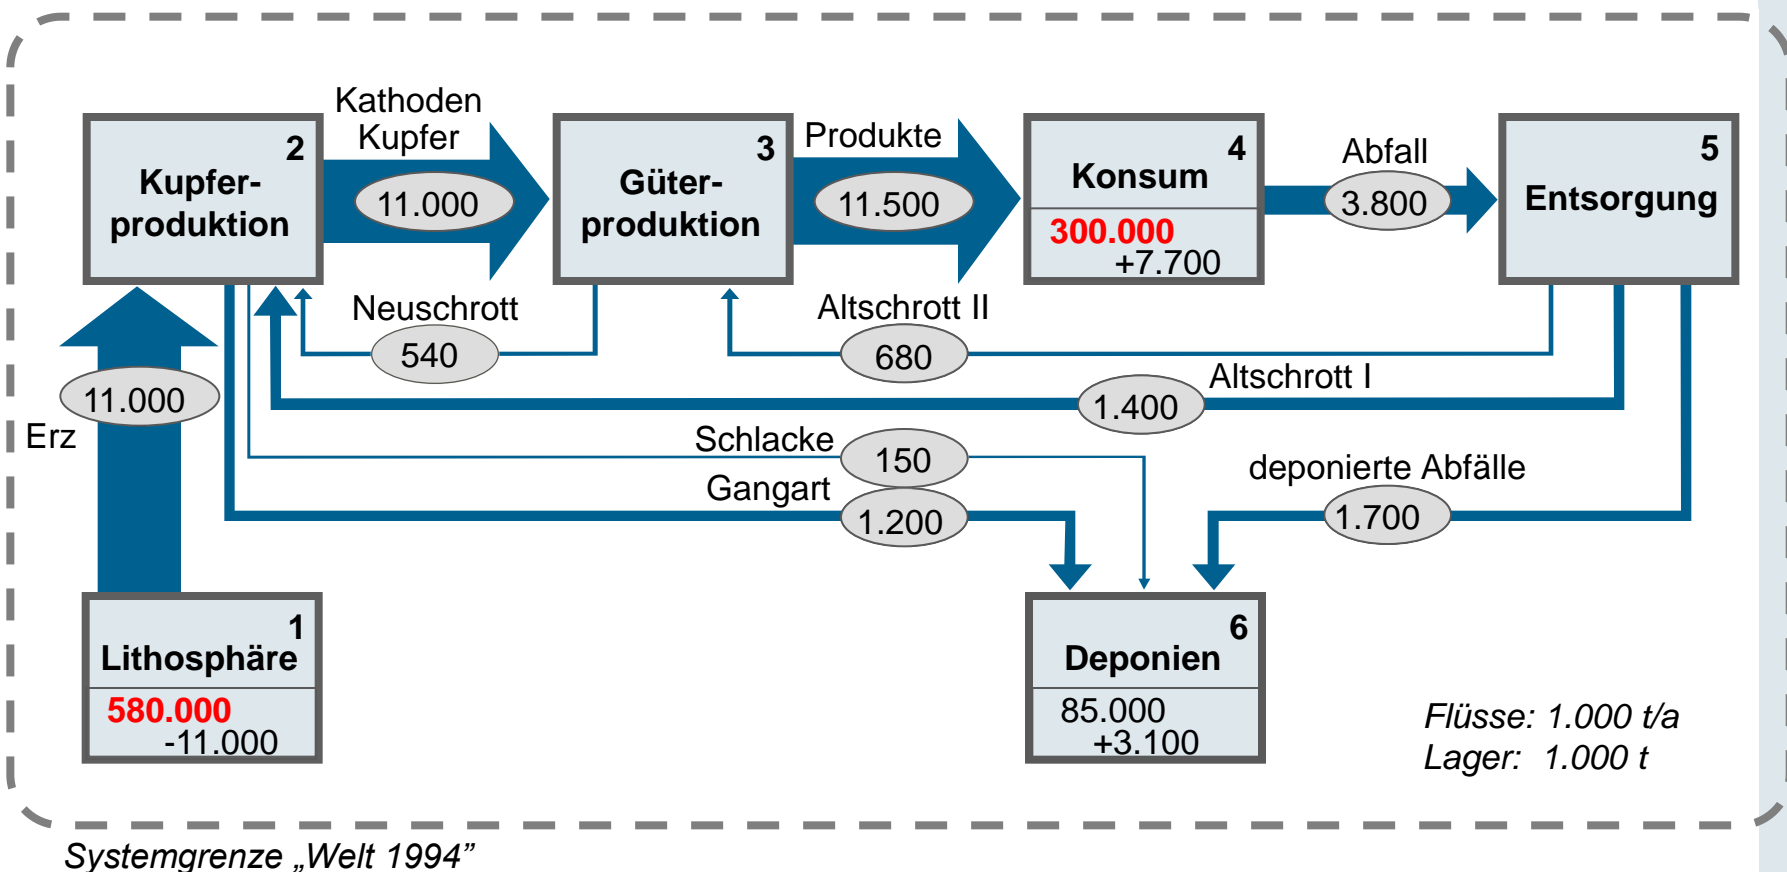 Kathoden
Kupfer
11.000
2
Kupfer-
produktion
3
Güter-
produktion
Produkte
11.500
4
Konsum
300.000
+7.700
Abfall
3.800
5
Entsorgung
Neuschrott
540
Altschrott II
680
Altschrott I
1.400
11.000
Erz
Schlacke
150
Gangart
1.200
deponierte Abfälle
1.700
1
Lithosphäre
580.000
-11.000
6
Deponien
85.000
+3.100
Flüsse: 1.000 t/a
Lager: 1.000 t
Systemgrenze „Welt 1994”